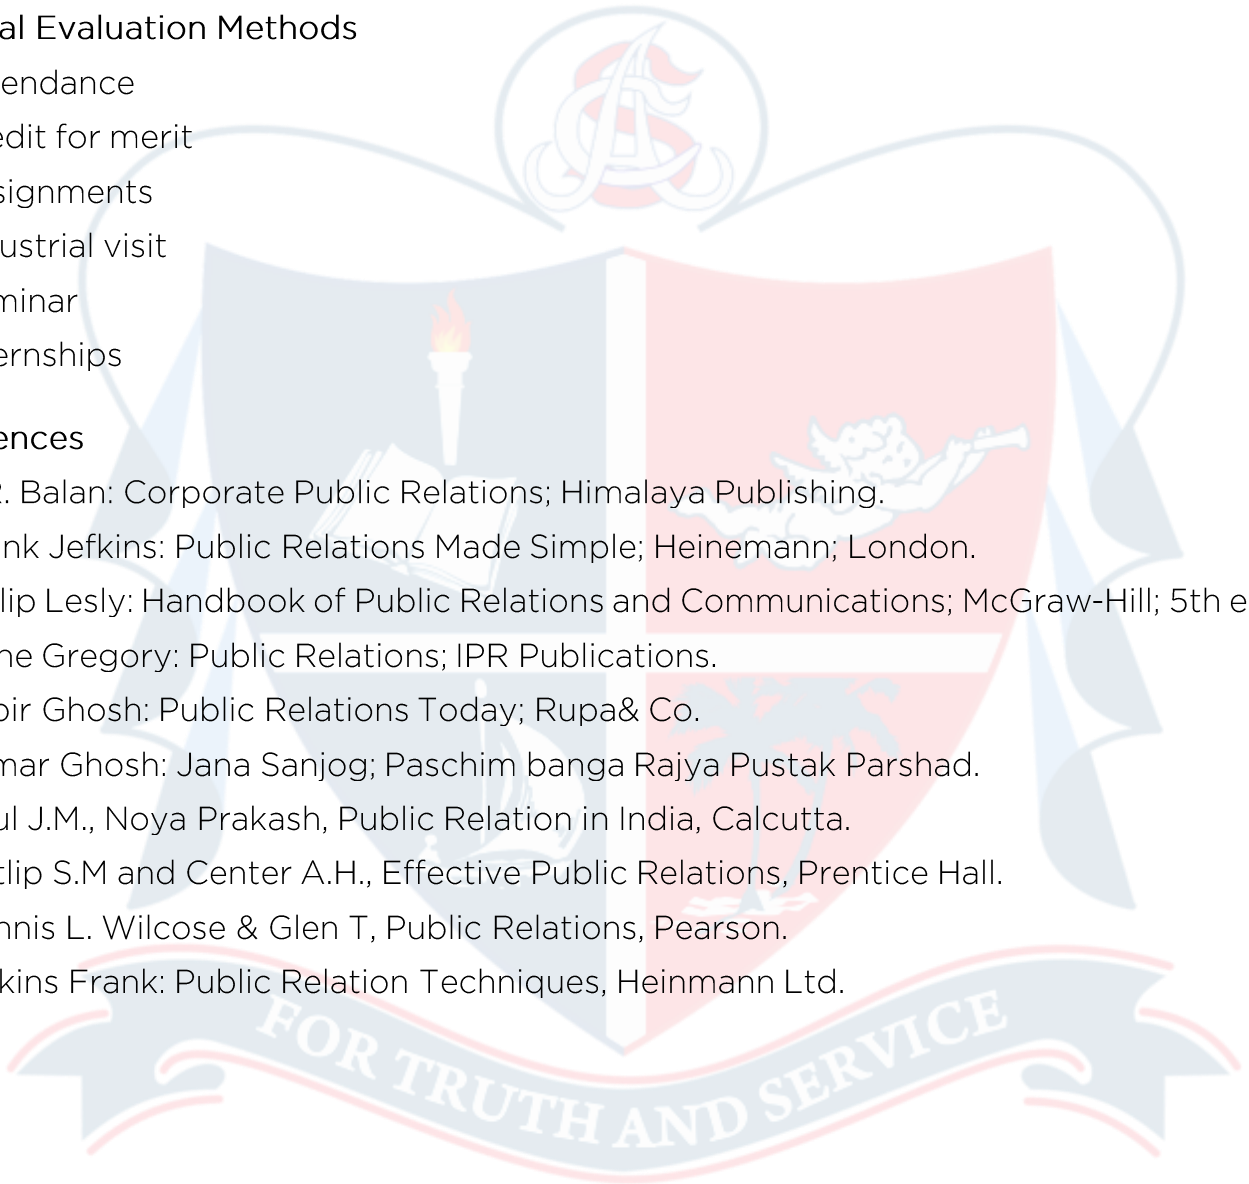 al Evaluation Methods
endance
edit for merit
signments
ustrial visit
minar
ernships
ences
R. Balan: Corporate Public Relations; Himalaya Publishing.
nk Jefkins: Public Relations Made Simple; Heinemann; London.
lip Lesly: Handbook of Public Relations and Communications; McGraw-Hill; 5th e
ne Gregory: Public Relations; IPR Publications.
bir Ghosh: Public Relations Today; Rupa& Co.
mar Ghosh: Jana Sanjog; Paschim banga Rajya Pustak Parshad.
ul J.M., Noya Prakash, Public Relation in India, Calcutta.
tlip S.M and Center A.H., Effective Public Relations, Prentice Hall.
nnis L. Wilcose & Glen T, Public Relations, Pearson.
kins Frank: Public Relation Techniques, Heinmann Ltd.
FOR TRUTH AND SERVICE